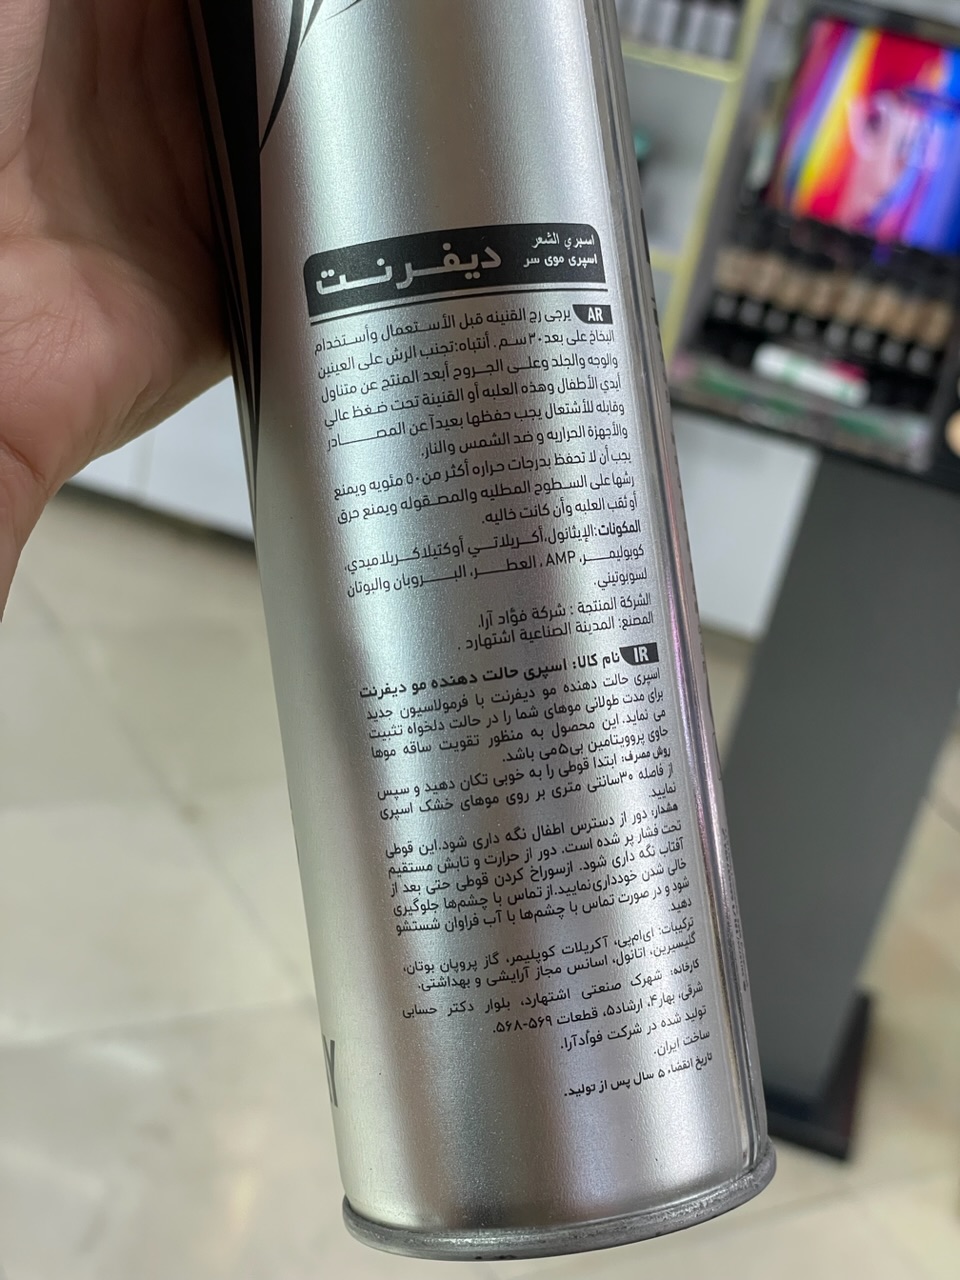 اسبري الشعر
اسپری موی سر
ديفرنت
AR يرجى رج القنينه قبل الأستعمال وأستخدام
البخاخ على بعد ٣٠ سم. أنتباه: تجنب الرش على العينين
والوجه والجلد وعلى الجروح أبعد المنتج عن متناول
أيدي الأطفال وهذه العلبه أو القنينة تحت ضغظ عالي
وقابله للأشتعال يجب حفظها بعيدآ عن المصادر
والأجهزة الحراريه و ضد الشمس والنار.
يجب أن لا تحفظ بدرجات حراره أكثر من ٥٠ مئويه ويمنع
رشها على السطوح المطليه والمصقوله ويمنع حرق
أو ثقب العلبه وأن كانت خاليه.
المكونات: الإيثانول، أكريلاتي أوكتيلاكريلاميدي،
كوبوليمر، AMP، العطر، البروبان والبوتان
لسوبوتيني.
الشركة المنتجة : شركة فؤاد آرا.
المصنع: المدينة الصناعية اشتهارد .
IR نام کالا: اسپری حالت دهنده مو دیفرنت
اسپری حالت دهنده مو دیفرنت با فرمولاسیون جدید
برای مدت طولانی موهای شما را در حالت دلخواه تثبیت
می نماید. این محصول به منظور تقویت ساقه موها
حاوی پروویتامین بی۵ می باشد.
روش مصرف: ابتدا قوطی را به خوبی تکان دهید و سپس
از فاصله ۳۰ سانتی متری بر روی موهای خشک اسپری
نمایید.
هشدار: دور از دسترس اطفال نگه داری شود. این قوطی
تحت فشار پر شده است. دور از حرارت و تابش مستقیم
آفتاب نگه داری شود. ازسوراخ کردن قوطی حتی بعد از
خالی شدن خودداری نمایید. از تماس با چشم‌ها جلوگیری
شود و در صورت تماس با چشم‌ها با آب فراوان شستشو
دهید.
ترکیبات: ای‌ام‌پی، آکریلات کوپلیمر، گاز پروپان بوتان،
گلیسیرین، اتانول، اسانس مجاز آرایشی و بهداشتی.
کارخانه: شهرک صنعتی اشتهارد، بلوار دکتر حسابی
شرقی، بهار۴، ارشاد۵، قطعات ۵۶۹-۵۶۸.
تولید شده در شرکت فوأدآرا.
ساخت ایران.
تاریخ انقضاء ۵ سال پس از تولید.